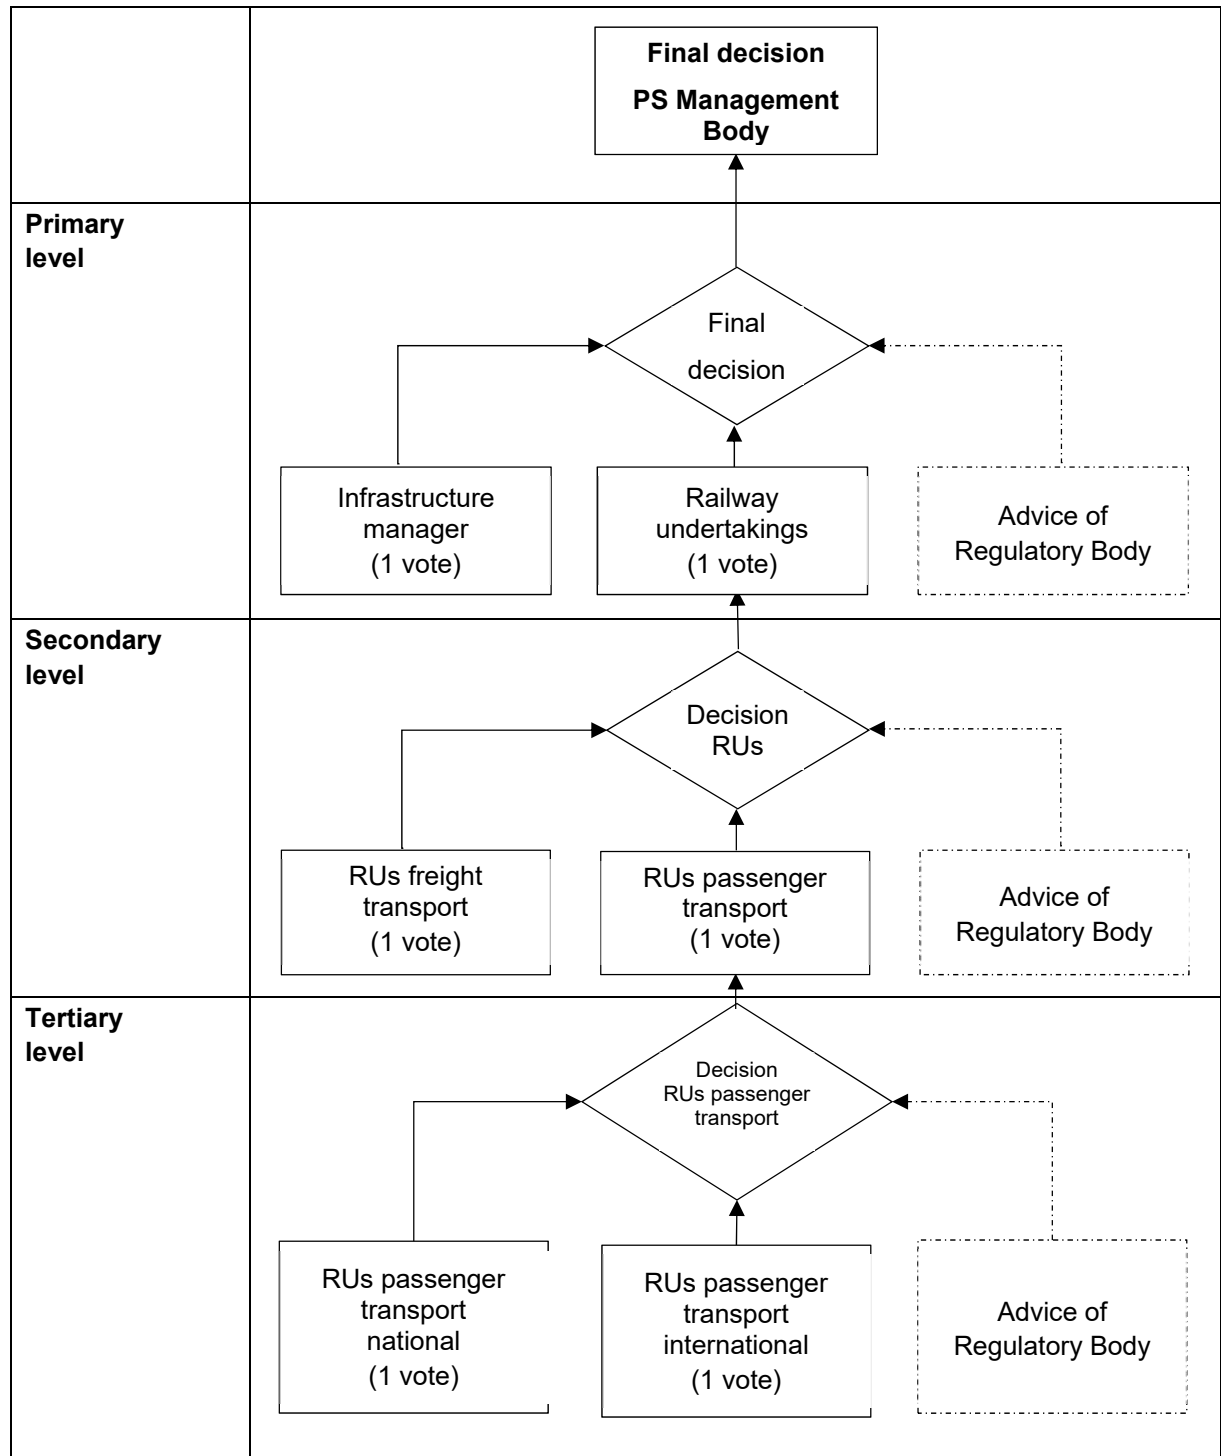 Final decision
PS Management
Body
Primary
level
Final
decision
Infrastructure
manager
(1 vote)
Railway
undertakings
(1 vote)
Advice of
Regulatory Body
Secondary
level
Decision
RUs
RUs freight
transport
(1 vote)
RUs passenger
transport
(1 vote)
Advice of
Regulatory Body
Tertiary
level
Decision
RUs passenger
transport
RUs passenger
transport
national
(1 vote)
RUs passenger
transport
international
(1 vote)
Advice of
Regulatory Body